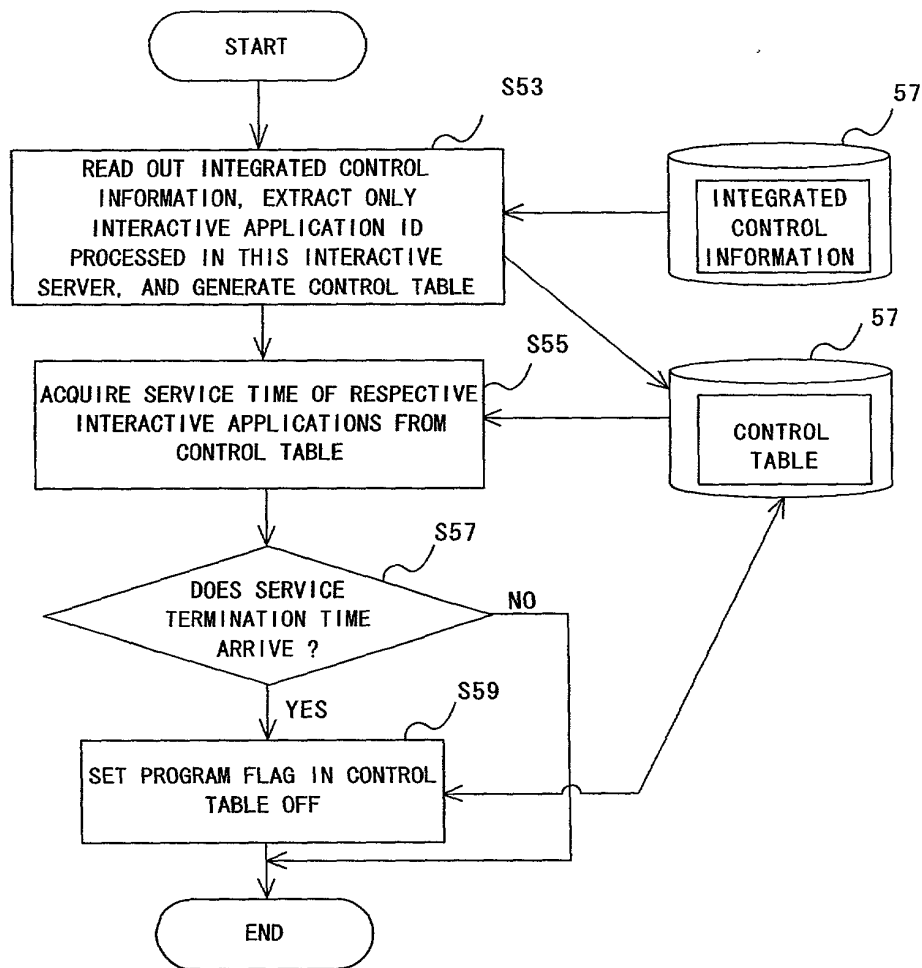 START
S53
57
READ OUT INTEGRATED CONTROL
INFORMATION, EXTRACT ONLY
INTERACTIVE APPLICATION ID
PROCESSED IN THIS INTERACTIVE
SERVER, AND GENERATE CONTROL TABLE
INTEGRATED
CONTROL
INFORMATION
S55
57
ACQUIRE SERVICE TIME OF RESPECTIVE
INTERACTIVE APPLICATIONS FROM
CONTROL TABLE
CONTROL
TABLE
S57
DOES SERVICE
TERMINATION TIME
ARRIVE ?
NO
YES
S59
SET PROGRAM FLAG IN CONTROL
TABLE OFF
END